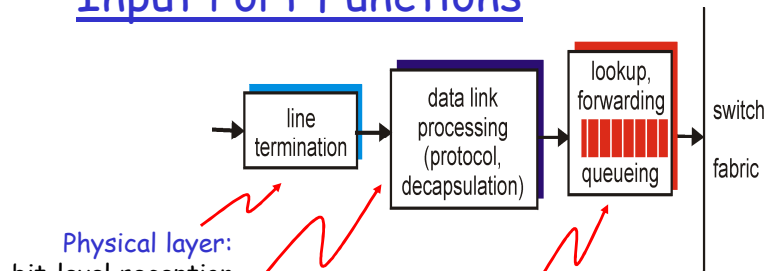 Input Port Functions
line
termination
data link
processing
(protocol,
decapsulation)
lookup,
forwarding
queueing
switch
fabric
Physical layer:
bit-level reception